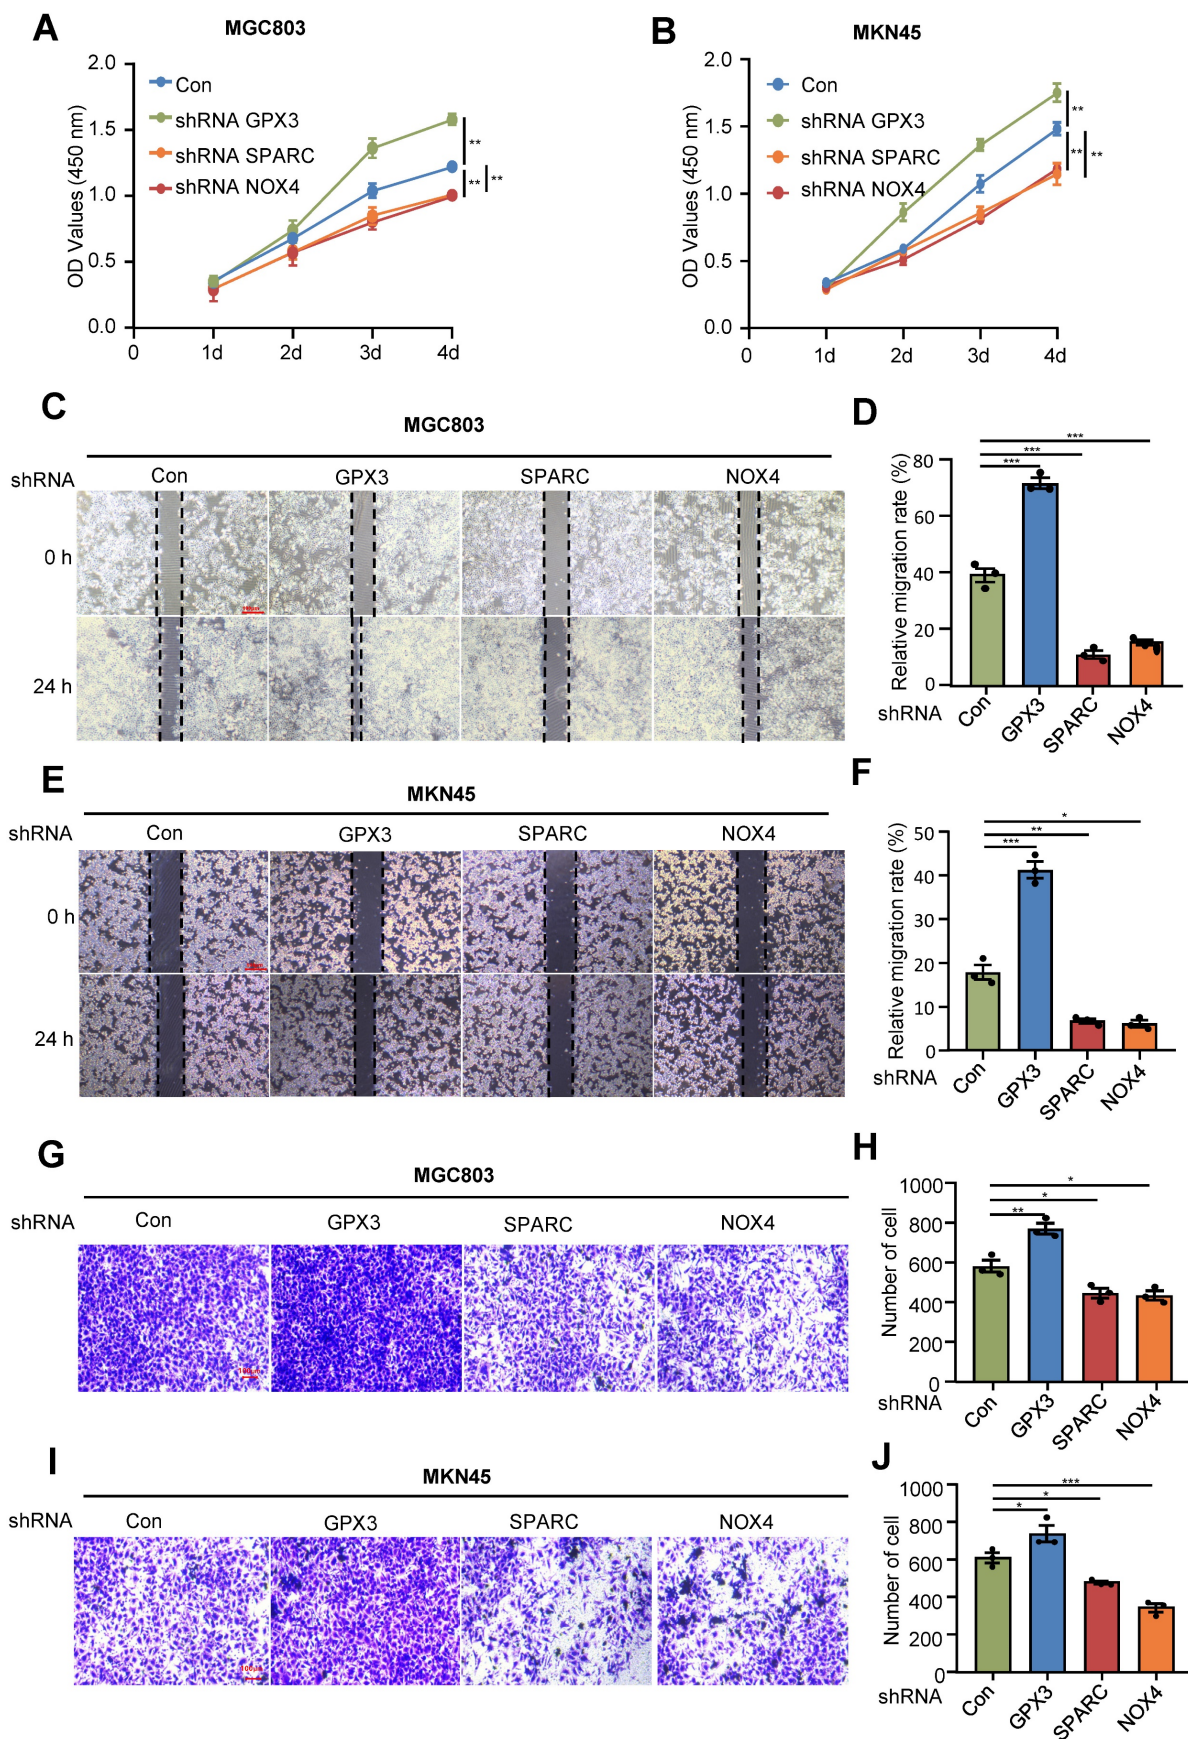 A
MGC803
OD Values (450 nm)
2.0
1.5
1.0
0.5
0.0
0
1d
2d
3d
4d
Con
shRNA GPX3
shRNA SPARC
shRNA NOX4
**
**
**
B
MKN45
OD Values (450 nm)
2.0
1.5
1.0
0.5
0.0
0
1d
2d
3d
4d
Con
shRNA GPX3
shRNA SPARC
shRNA NOX4
**
**
**
C
MGC803
shRNA
Con
GPX3
SPARC
NOX4
0 h
24 h
D
Relative migration rate (%)
80
60
40
20
0
***
***
***
shRNA
Con
GPX3
SPARC
NOX4
E
MKN45
shRNA
Con
GPX3
SPARC
NOX4
0 h
24 h
F
Relative migration rate (%)
50
40
30
20
10
0
*
**
***
shRNA
Con
GPX3
SPARC
NOX4
G
MGC803
shRNA
Con
GPX3
SPARC
NOX4
100μm
H
Number of cell
1000
800
600
400
200
0
*
*
**
shRNA
Con
GPX3
SPARC
NOX4
I
MKN45
shRNA
Con
GPX3
SPARC
NOX4
100μm
J
Number of cell
1000
800
600
400
200
0
***
*
*
shRNA
Con
GPX3
SPARC
NOX4